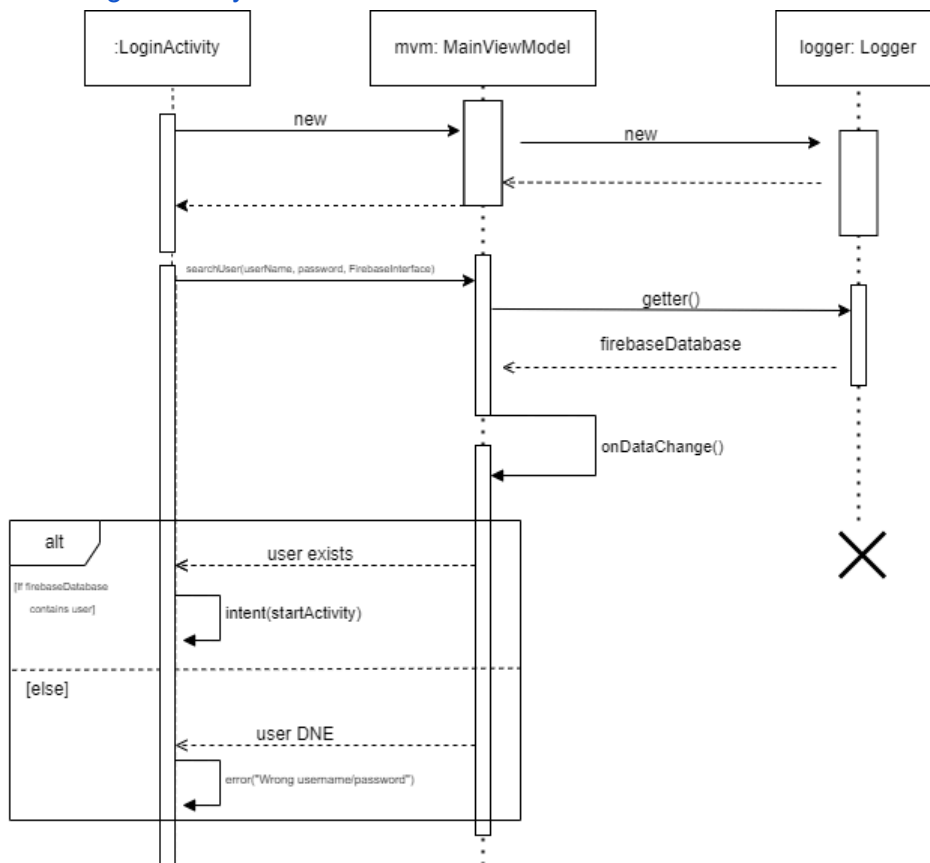 :LoginActivity
mvm: MainViewModel
logger: Logger
new
new
searchUser(userName, password, FirebaseInterface)
getter()
firebaseDatabase
onDataChange()
alt
user exists
[If firebaseDatabase
contains user]
intent(startActivity)
[else]
user DNE
error("Wrong username/password")